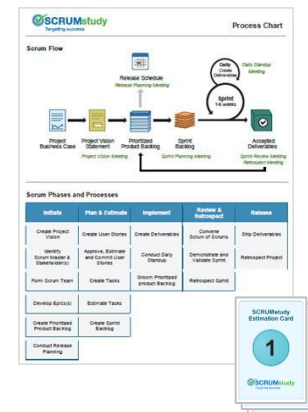 SCRUMstudy
Targeting success
Process Chart
Scrum Flow
Release Schedule
Release Planning Meeting
Daily
Create
Deliverables
Daily Standup
Meeting
Sprint
1-6 weeks
Project
Business Case
Project Vision
Statement
Prioritized
Product Backlog
Sprint
Backlog
Accepted
Deliverables
Project Vision Meeting
Sprint Planning Meeting
Sprint Review Meeting
Retrospect Meeting
Scrum Phases and Processes
Initiate
Plan & Estimate
Implement
Review &
Retrospect
Release
Create Project
Vision
Create User Stories
Create Deliverables
Convene
Scrum of Scrums
Ship Deliverables
Identify
Scrum Master &
Stakeholder(s)
Approve, Estimate
and Commit User
Stories
Conduct Daily
Standup
Demonstrate and
Validate Sprint
Retrospect Project
Form Scrum Team
Create Tasks
Groom Prioritized
product Backlog
Retrospect Sprint
Develop Epic(s)
Estimate Tasks
Create Prioritized
Product Backlog
Create Sprint
Backlog
Conduct Release
Planning
SCRUMstudy
Estimation Card
1
SCRUMstudy